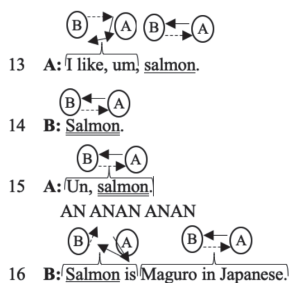 B A B A
13 A: I like, um, salmon.
B A
14 B: Salmon.
B A
15 A: Un, salmon.
AN ANAN ANAN
B A B A
16 B: Salmon is Maguro in Japanese.